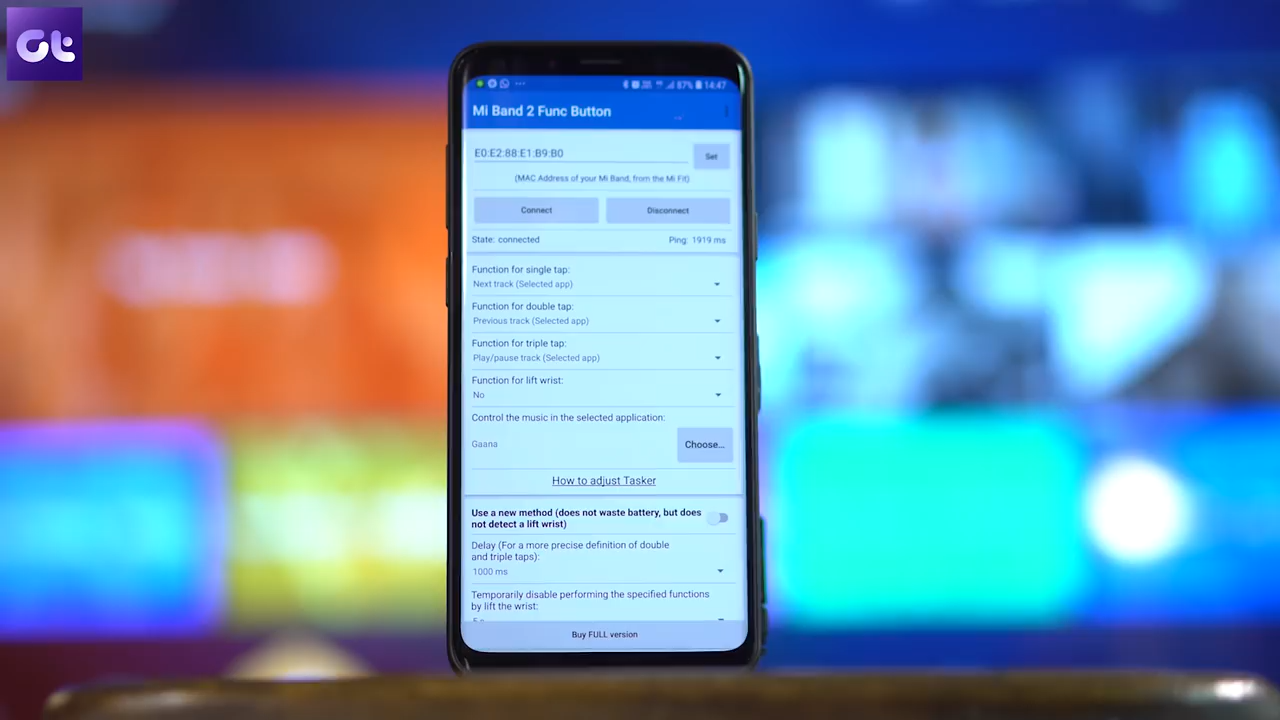 Gt
87% 14:47
Mi Band 2 Func Button
E0:E2:88:E1:B9:B0
Set
(MAC Address of your Mi Band, from the Mi Fit)
Connect
Disconnect
State: connected
Ping: 1919 ms
Function for single tap:
Next track (Selected app)
Function for double tap:
Previous track (Selected app)
Function for triple tap:
Play/pause track (Selected app)
Function for lift wrist:
No
Control the music in the selected application:
Gaana
Choose...
How to adjust Tasker
Use a new method (does not waste battery, but does
not detect a lift wrist)
Delay (For a more precise definition of double
and triple taps):
1000 ms
Temporarily disable performing the specified functions
by lift the wrist:
Buy FULL version